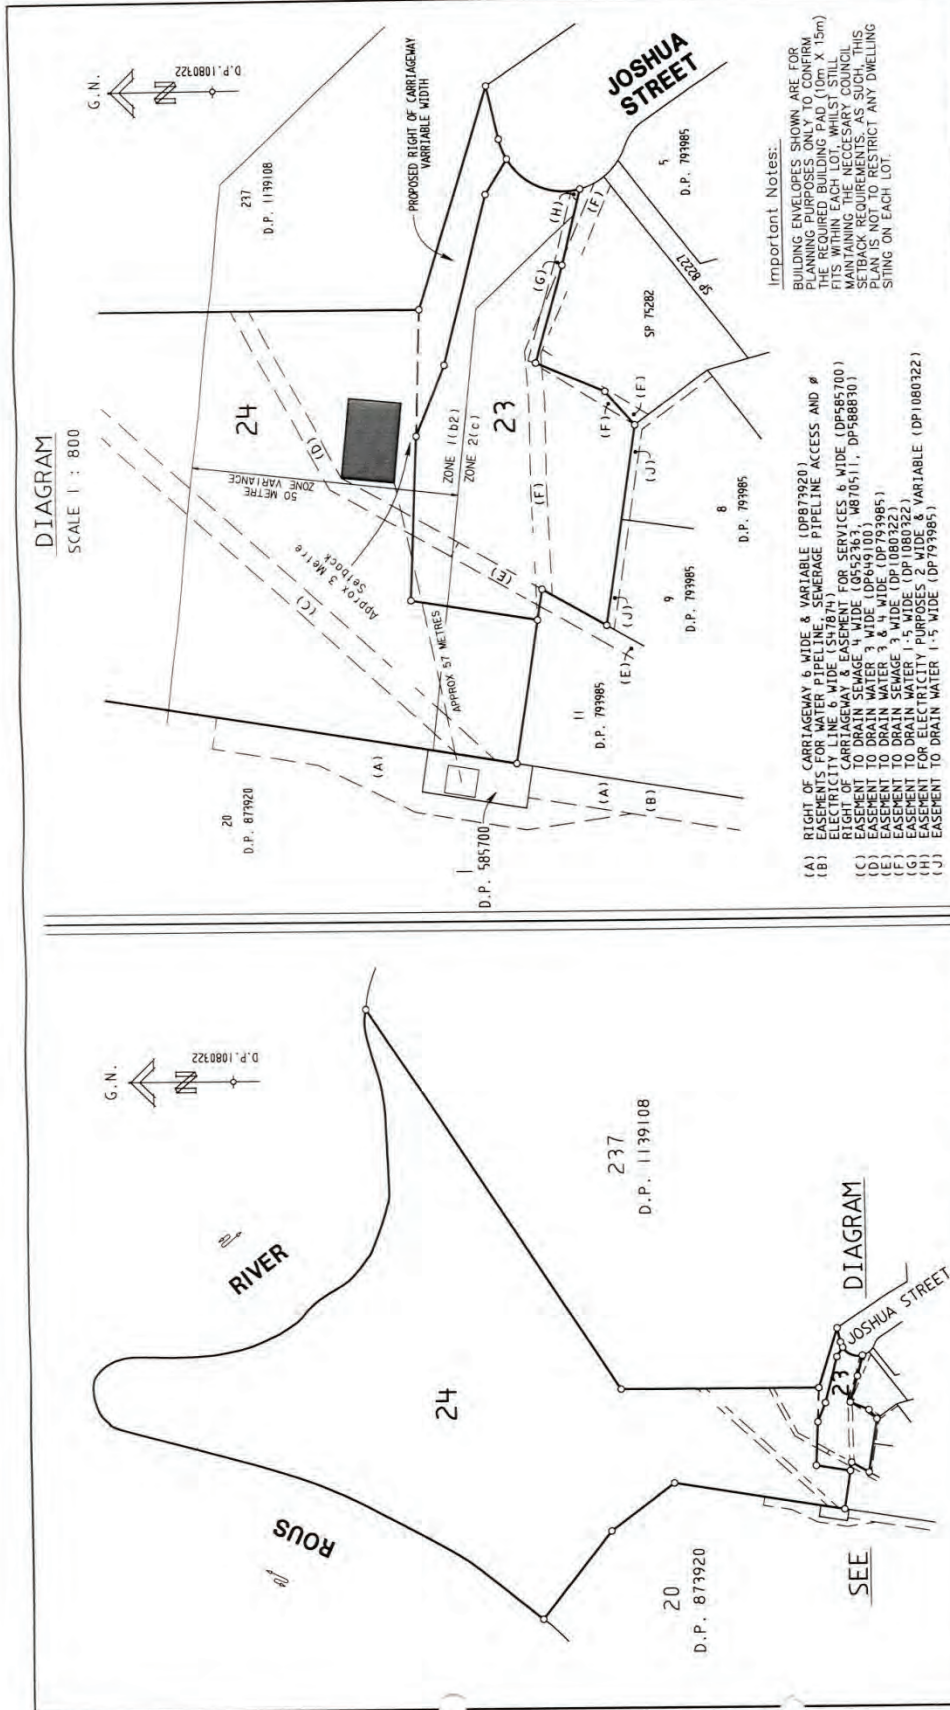 DIAGRAM
SCALE 1 : 800
G.N.
N
D.P.1080322
237
D.P. 1139108
PROPOSED RIGHT OF CARRIAGEWAY
VARRIABLE WIDTH
JOSHUA
STREET
24
(C)
(D)
50 METRE
ZONE VARIANCE
Approx 3 Metre
Setback
ZONE 1(b2)
ZONE 2(c)
23
(H)
(F)
(G)
5
D.P. 793985
SP 75282
SP 82227
(F)
(E)
APPROX 57 METRES
(F)
(F)
(J)
(J)
(E)
8
D.P. 793985
9
D.P. 793985
11
D.P. 793985
(A)
20
D.P. 873920
(A)
(B)
1
D.P. 585700
Important Notes:
BUILDING ENVELOPES SHOWN ARE FOR
PLANNING PURPOSES ONLY TO CONFIRM
THE REQUIRED BUILDING PAD (10m X 15m)
FITS WITHIN EACH LOT, WHILST STILL
MAINTAINING THE NECCESARY COUNCIL
SETBACK REQUIREMENTS. AS SUCH, THIS
PLAN IS NOT TO RESTRICT ANY DWELLING
SITING ON EACH LOT.
(A) RIGHT OF CARRIAGEWAY 6 WIDE & VARIABLE (DP873920)
(B) EASEMENTS FOR WATER PIPELINE, SEWERAGE PIPELINE ACCESS AND ø
ELECTRICITY LINE 6 WIDE (S47874)
RIGHT OF CARRIAGEWAY & EASEMENT FOR SERVICES 6 WIDE (DP585700)
(C) EASEMENT TO DRAIN SEWAGE 4 WIDE (Q552363, W870511, DP588830)
(D) EASEMENT TO DRAIN WATER 3 WIDE (DP649100)
(E) EASEMENT TO DRAIN WATER 3 & 4 WIDE (DP793985)
(F) EASEMENT TO DRAIN SEWAGE 3 WIDE (DP1080322)
(G) EASEMENT TO DRAIN WATER 1·5 WIDE (DP1080322)
(H) EASEMENT FOR ELECTRICITY PURPOSES 2 WIDE & VARIABLE (DP1080322)
(J) EASEMENT TO DRAIN WATER 1·5 WIDE (DP793985)
G.N.
N
D.P.1080322
RIVER
ROUS
24
237
D.P. 1139108
20
D.P. 873920
23
JOSHUA STREET
SEE DIAGRAM